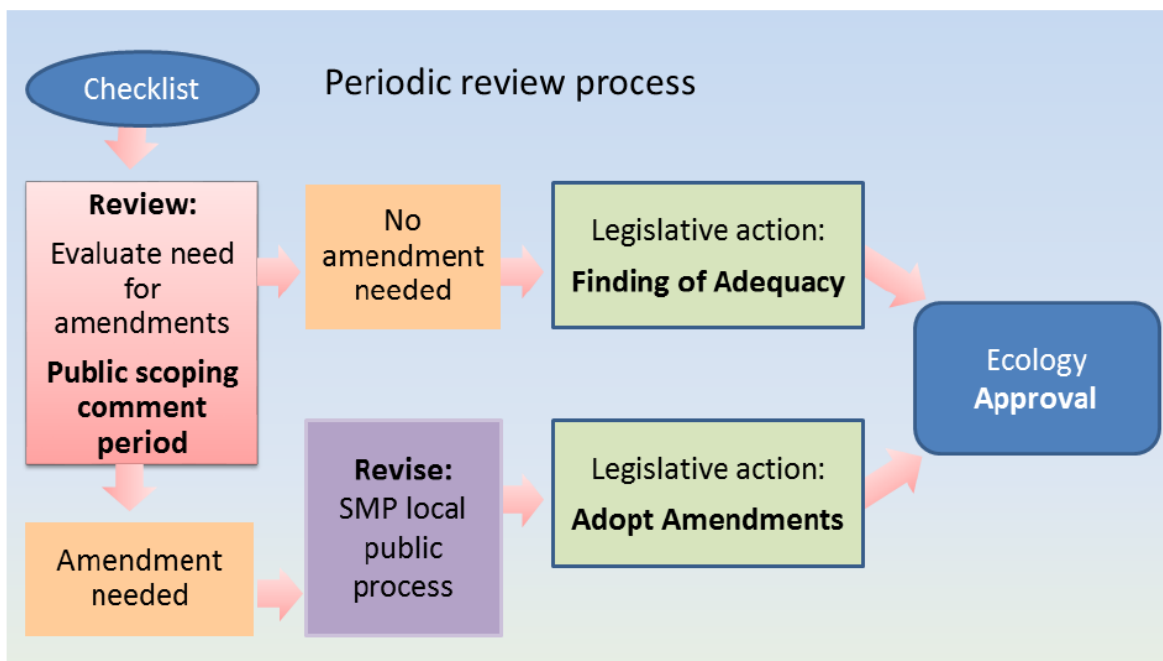 Checklist
Periodic review process
Review:
Evaluate need
for
amendments
Public scoping
comment
period
No
amendment
needed
Legislative action:
Finding of Adequacy
Ecology
Approval
Amendment
needed
Revise:
SMP local
public
process
Legislative action:
Adopt Amendments